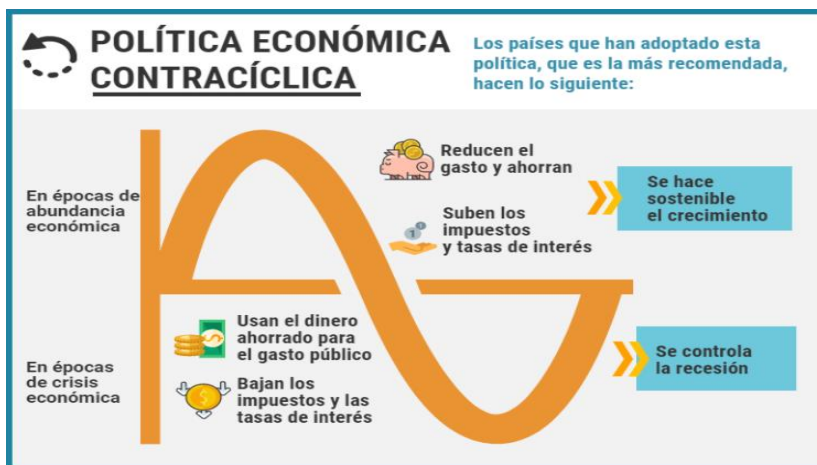 POLÍTICA ECONÓMICA
CONTRACÍCLICA
Los países que han adoptado esta
política, que es la más recomendada,
hacen lo siguiente:
En épocas de
abundancia
económica
Reducen el
gasto y ahorran
Suben los
impuestos
y tasas de interés
Se hace
sostenible
el crecimiento
En épocas
de crisis
económica
Usan el dinero
ahorrado para
el gasto público
Bajan los
impuestos y las
tasas de interés
Se controla
la recesión